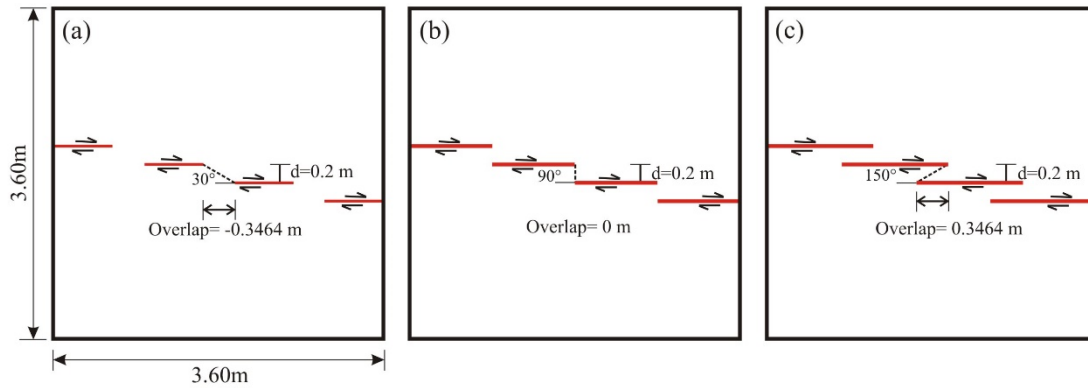 (a)
(b)
(c)
3.60m
30°
d=0.2 m
Overlap= -0.3464 m
90°
d=0.2 m
Overlap= 0 m
150°
d=0.2 m
Overlap= 0.3464 m
3.60m